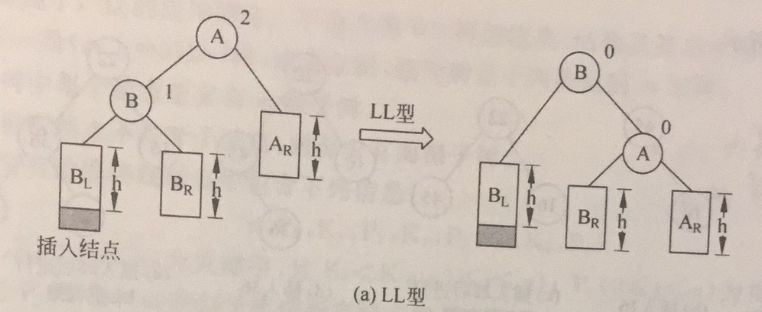 A 2
B 1
B_L h B_R h A_R h
插入结点
LL型
B 0
A 0
B_L h B_R h A_R h
(a) LL型